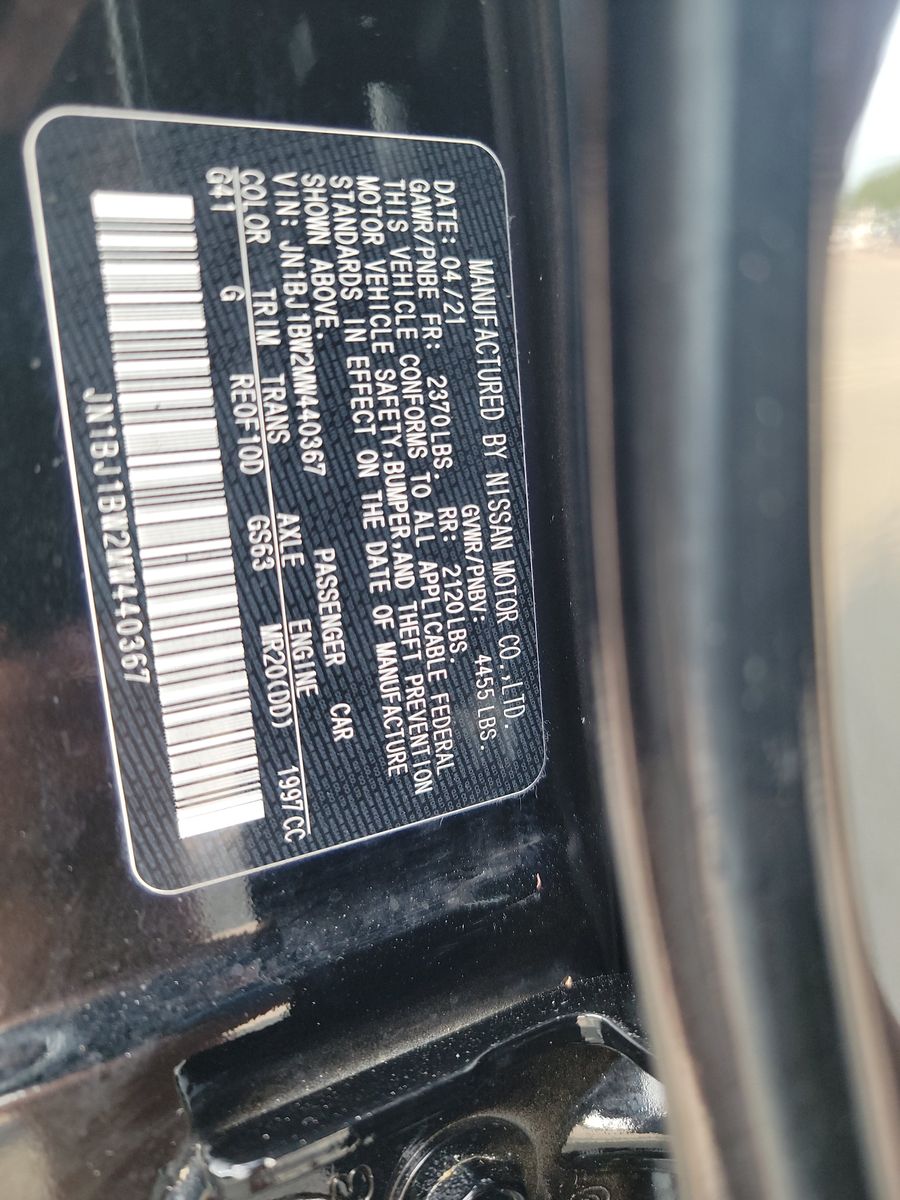 MANUFACTURED BY NISSAN MOTOR CO.,LTD.
DATE: 04/21 GVWR/PNBV: 4455 LBS.
GAWR/PNBE FR: 2370 LBS. RR: 2120 LBS.
THIS VEHICLE CONFORMS TO ALL APPLICABLE FEDERAL
MOTOR VEHICLE SAFETY,BUMPER,AND THEFT PREVENTION
STANDARDS IN EFFECT ON THE DATE OF MANUFACTURE
SHOWN ABOVE.
VIN: JN1BJ1BW2MW440367 PASSENGER CAR
COLOR TRIM TRANS AXLE ENGINE
G41 G RE0F10D GS63 MR20(DD) 1997CC
JN1BJ1BW2MW440367